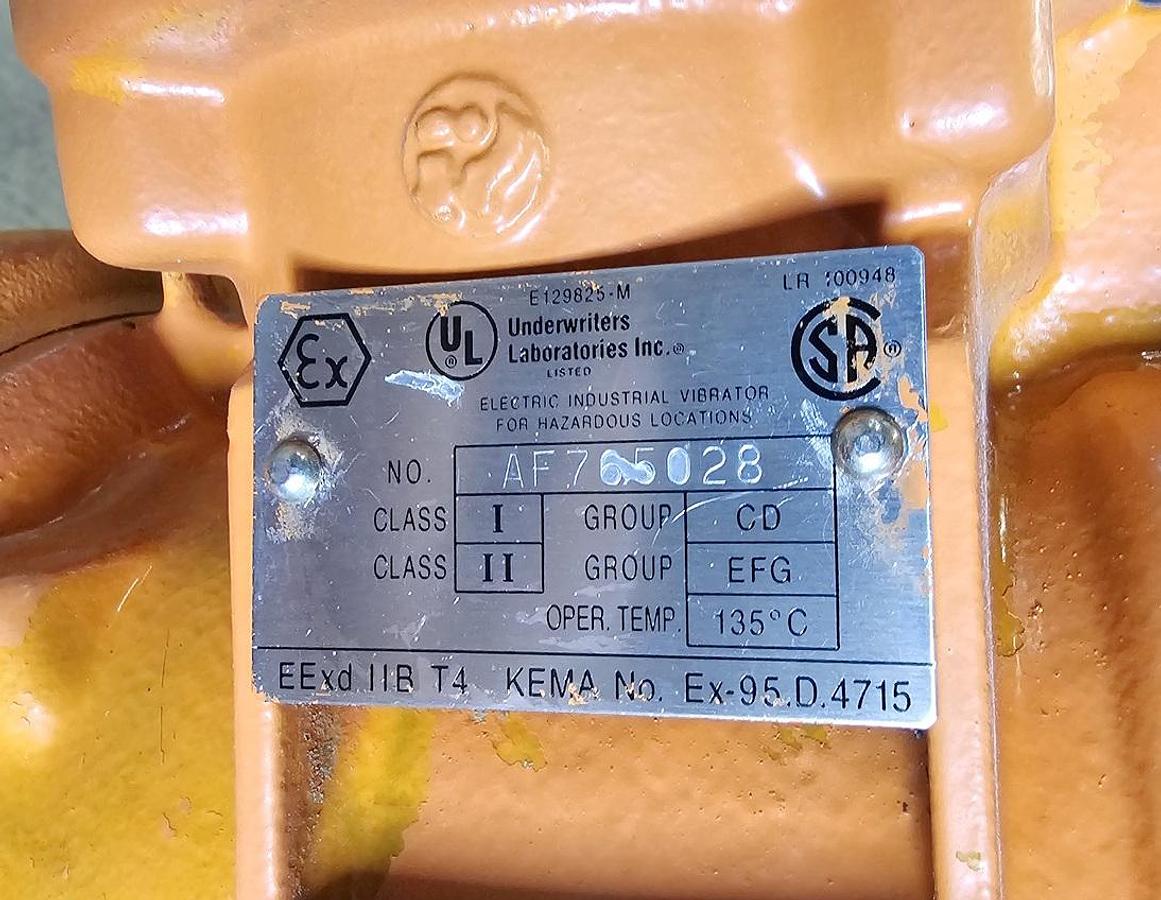 E129825-M
LR 100948
Ex
UL ®
Underwriters
Laboratories Inc.®
LISTED
SA ®
ELECTRIC INDUSTRIAL VIBRATOR
FOR HAZARDOUS LOCATIONS
NO. AF765028
CLASS I GROUP CD
CLASS II GROUP EFG
OPER. TEMP. 135°C
EExd IIB T4 KEMA No. Ex-95.D.4715